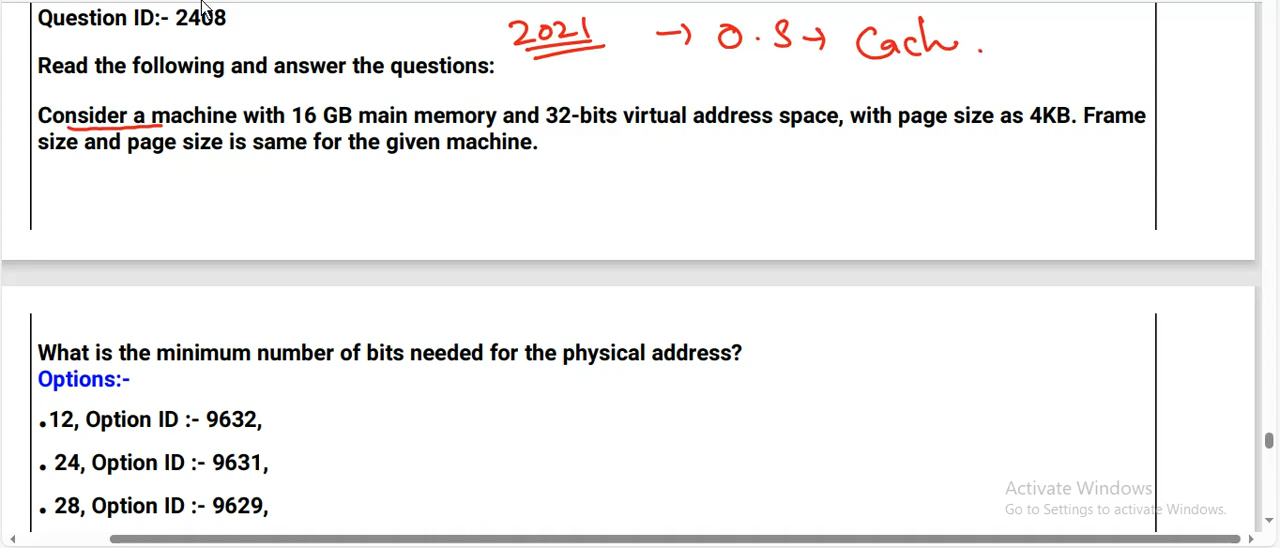 Question ID:- 2408
2021 → O.S → Cach.
Read the following and answer the questions:
Consider a machine with 16 GB main memory and 32-bits virtual address space, with page size as 4KB. Frame
size and page size is same for the given machine.
What is the minimum number of bits needed for the physical address?
Options:-
. 12, Option ID :- 9632,
. 24, Option ID :- 9631,
. 28, Option ID :- 9629,
Activate Windows
Go to Settings to activate Windows.